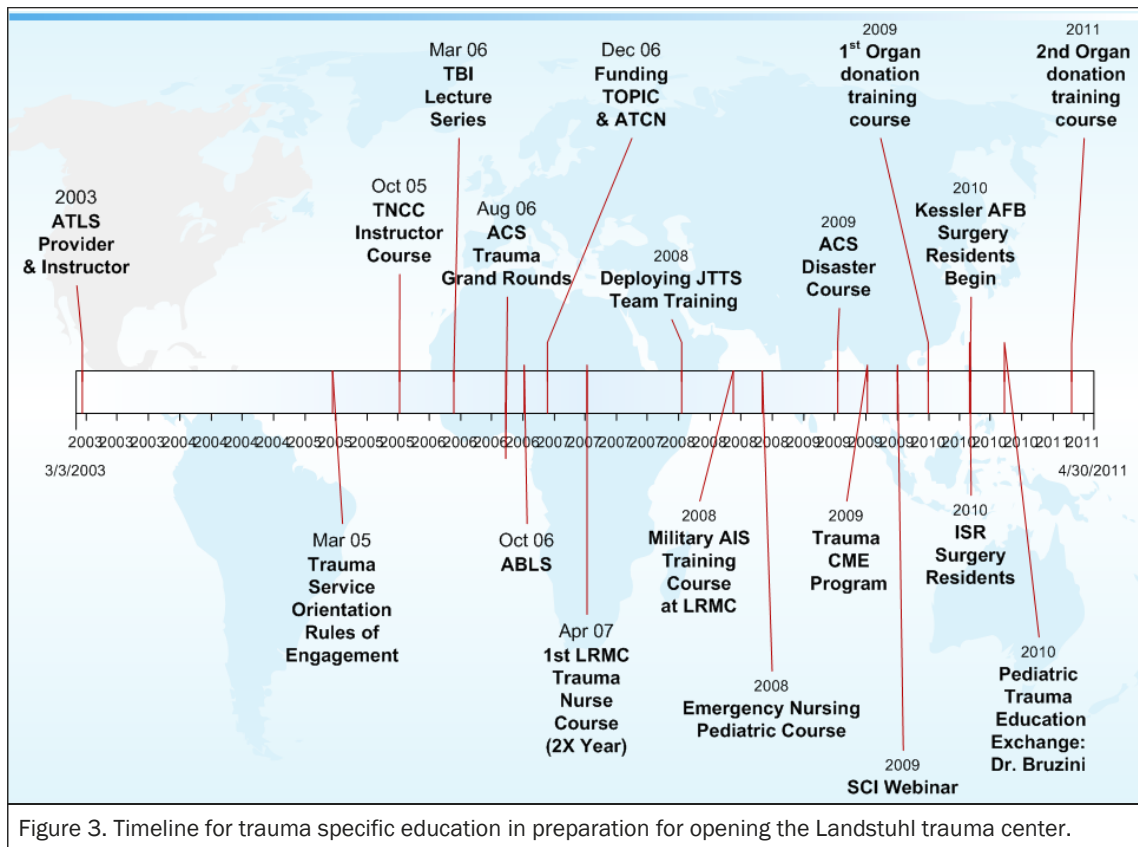 Mar 06
TBI
Lecture
Series
Dec 06
Funding
TOPIC
& ATCN
2009
1st Organ
donation
training
course
2011
2nd Organ
donation
training
course
2003
ATLS
Provider
& Instructor
Oct 05
TNCC
Instructor
Course
Aug 06
ACS
Trauma
Grand Rounds
2008
Deploying JTTS
Team Training
2009
ACS
Disaster
Course
2010
Kessler AFB
Surgery
Residents
Begin
2003 2003 2003 2004 2004 2004 2004 2005 2005 2005 2005 2006 2006 2006 2006 2007 2007 2007 2007 2008 2008 2008 2008 2009 2009 2009 2009 2010 2010 2010 2010 2011 2011
3/3/2003
4/30/2011
Mar 05
Trauma
Service
Orientation
Rules of
Engagement
Oct 06
ABLS
Apr 07
1st LRMC
Trauma
Nurse
Course
(2X Year)
2008
Military AIS
Training
Course
at LRMC
2008
Emergency Nursing
Pediatric Course
2009
Trauma
CME
Program
2009
SCI Webinar
2010
ISR
Surgery
Residents
2010
Pediatric
Trauma
Education
Exchange:
Dr. Bruzini
Figure 3. Timeline for trauma specific education in preparation for opening the Landstuhl trauma center.